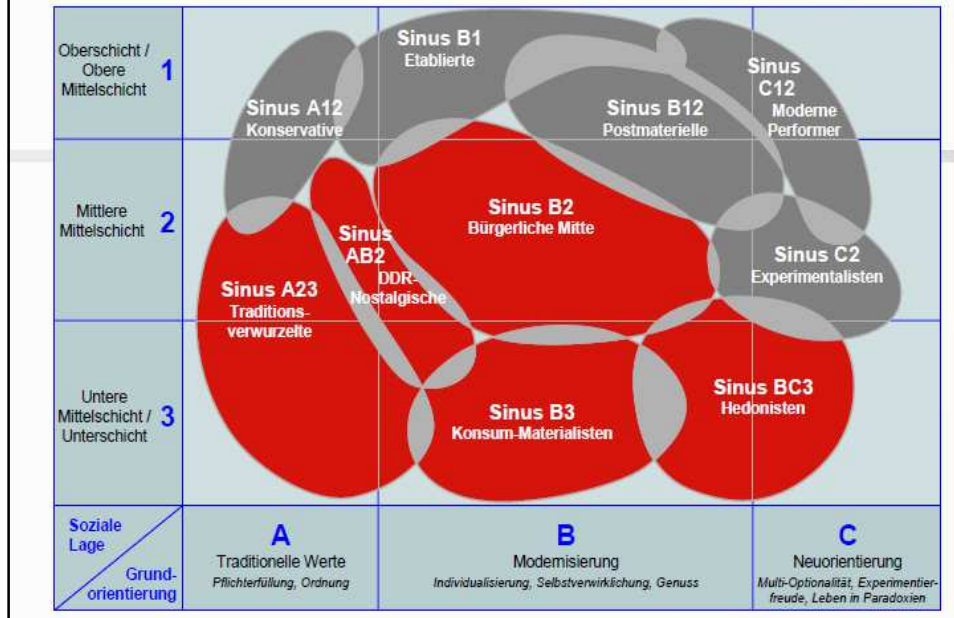 Oberschicht /
Obere
Mittelschicht
1
Sinus B1
Etablierte
Sinus A12
Konservative
Sinus B12
Postmaterielle
Sinus
C12
Moderne
Performer
Mittlere
Mittelschicht
2
Sinus B2
Bürgerliche Mitte
Sinus
AB2
DDR-
Nostalgische
Sinus A23
Traditions-
verwurzelte
Sinus C2
Experimentalisten
Untere
Mittelschicht /
Unterschicht
3
Sinus B3
Konsum-Materialisten
Sinus BC3
Hedonisten
Soziale
Lage
Grund-
orientierung
A
Traditionelle Werte
Pflichterfüllung, Ordnung
B
Modernisierung
Individualisierung, Selbstverwirklichung, Genuss
C
Neuorientierung
Multi-Optionalität, Experimentier-
freude, Leben in Paradoxien